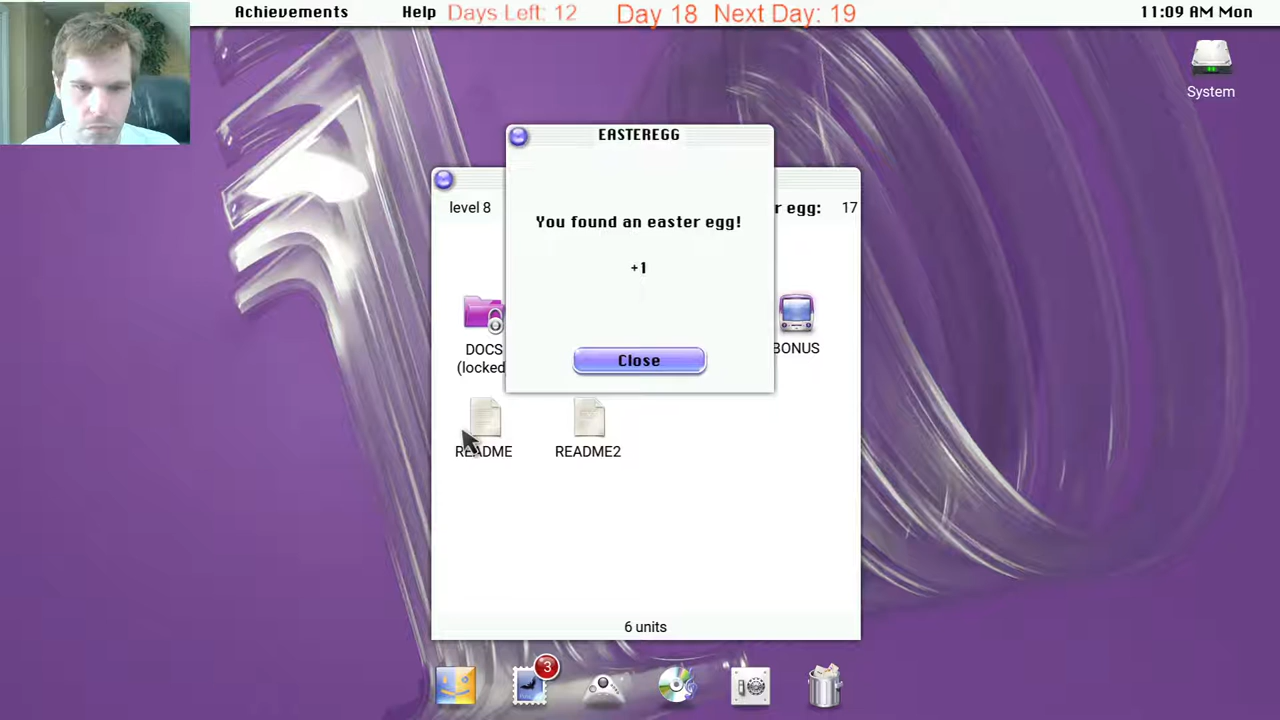 Achievements Help Days Left: 12 Day 18 Next Day: 19 11:09 AM Mon
System
EASTEREGG
level 8 r egg: 17
You found an easter egg!
+1
DOCS
(locked
BONUS
Close
README README2
6 units
3